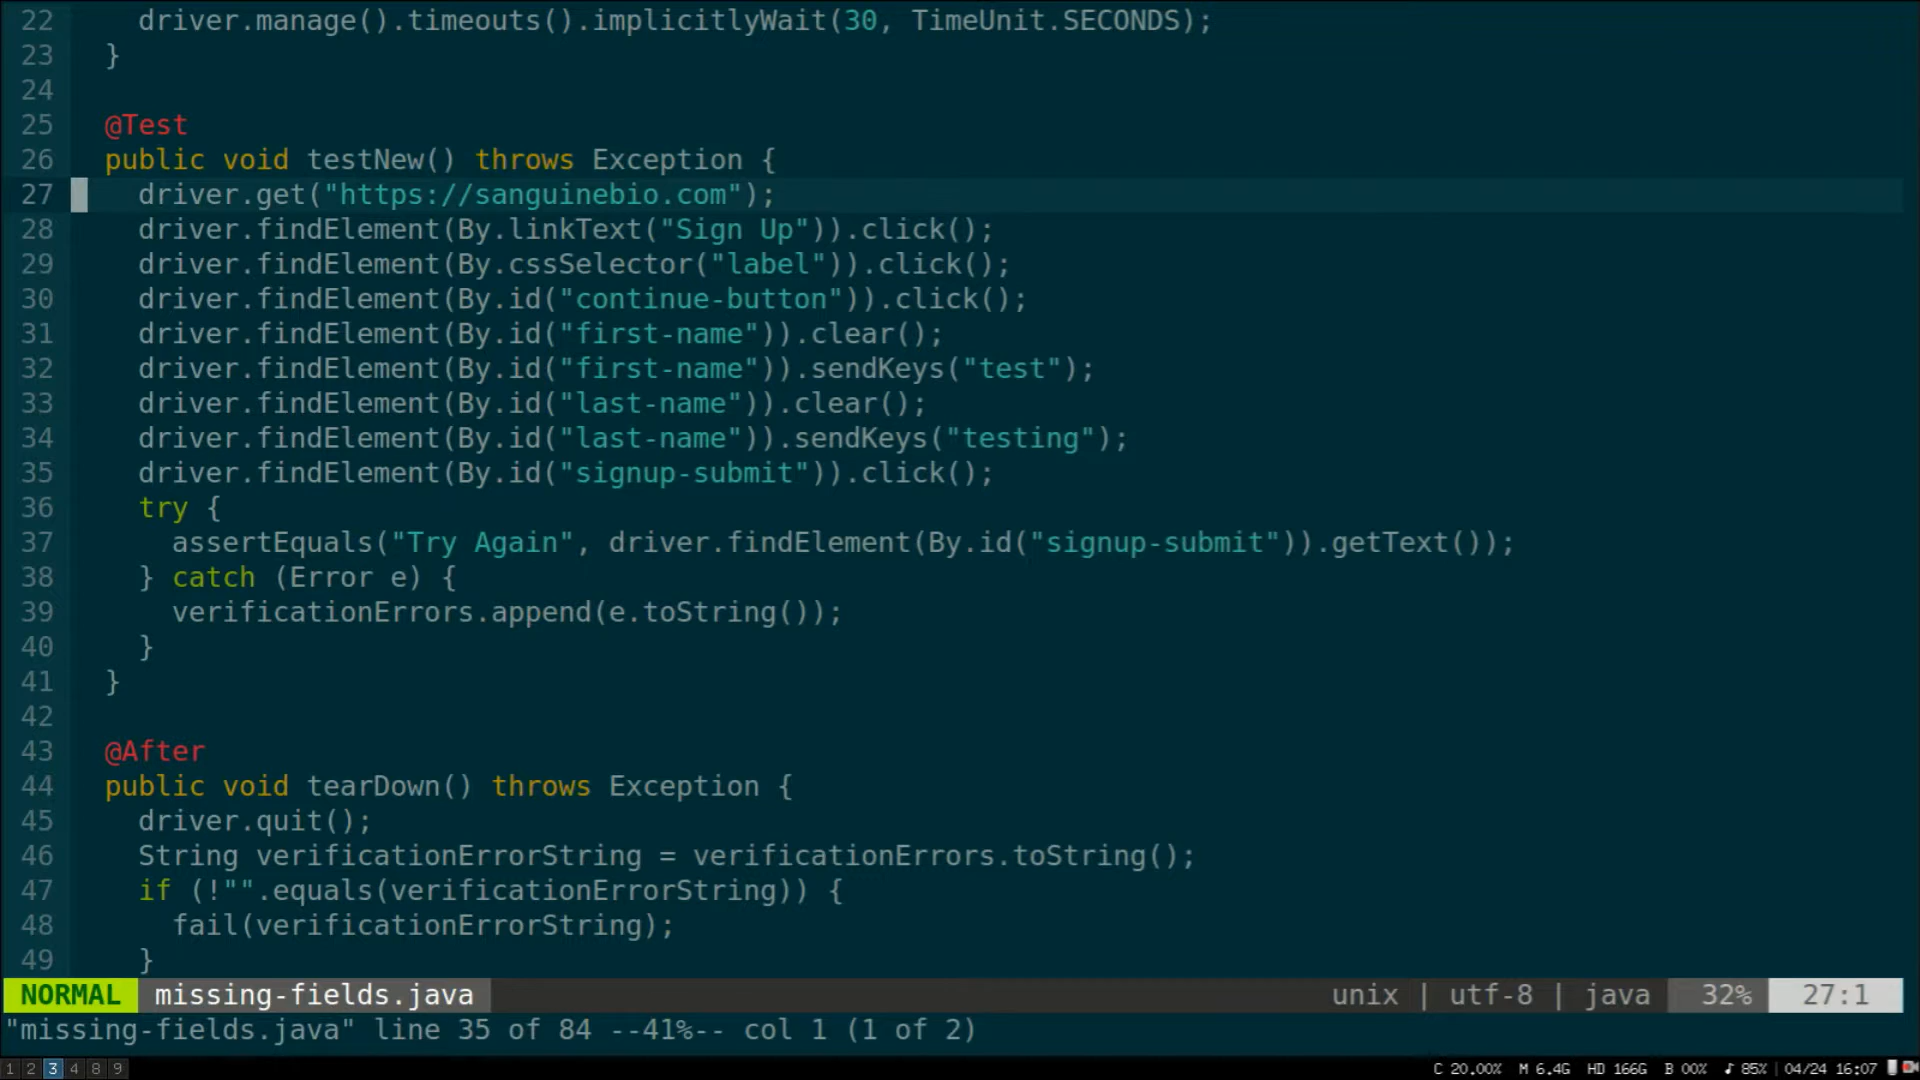 22     driver.manage().timeouts().implicitlyWait(30, TimeUnit.SECONDS);
23   }
24
25   @Test
26   public void testNew() throws Exception {
27     driver.get("https://sanguinebio.com");
28     driver.findElement(By.linkText("Sign Up")).click();
29     driver.findElement(By.cssSelector("label")).click();
30     driver.findElement(By.id("continue-button")).click();
31     driver.findElement(By.id("first-name")).clear();
32     driver.findElement(By.id("first-name")).sendKeys("test");
33     driver.findElement(By.id("last-name")).clear();
34     driver.findElement(By.id("last-name")).sendKeys("testing");
35     driver.findElement(By.id("signup-submit")).click();
36     try {
37       assertEquals("Try Again", driver.findElement(By.id("signup-submit")).getText());
38     } catch (Error e) {
39       verificationErrors.append(e.toString());
40     }
41   }
42
43   @After
44   public void tearDown() throws Exception {
45     driver.quit();
46     String verificationErrorString = verificationErrors.toString();
47     if (!"".equals(verificationErrorString)) {
48       fail(verificationErrorString);
49     }
NORMAL missing-fields.java unix | utf-8 | java 32% 27:1
"missing-fields.java" line 35 of 84 --41%-- col 1 (1 of 2)
1 2 3 4 8 9 C 20.00% M 6.4G HD 166G B 00% ♪ 85% | 04/24 16:07